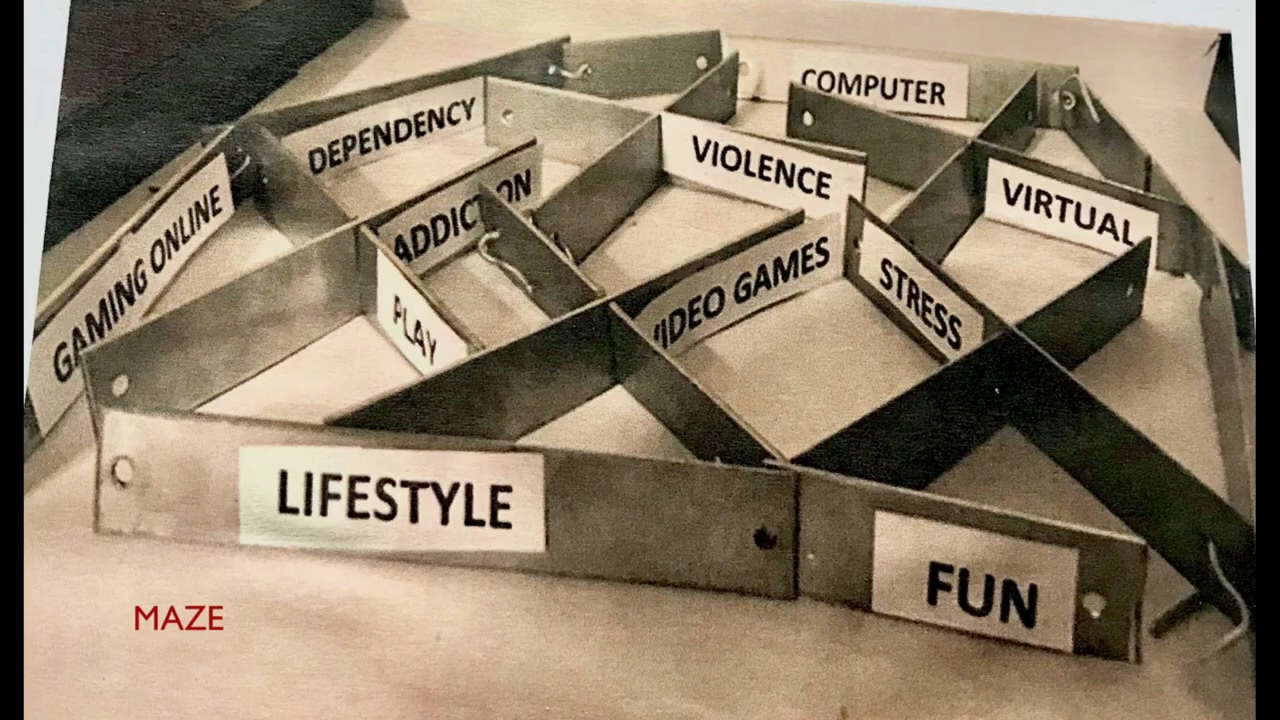 COMPUTER
DEPENDENCY
VIOLENCE
VIRTUAL
ADDICTION
GAMING ONLINE
VIDEO GAMES
STRESS
PLAY
LIFESTYLE
FUN
MAZE